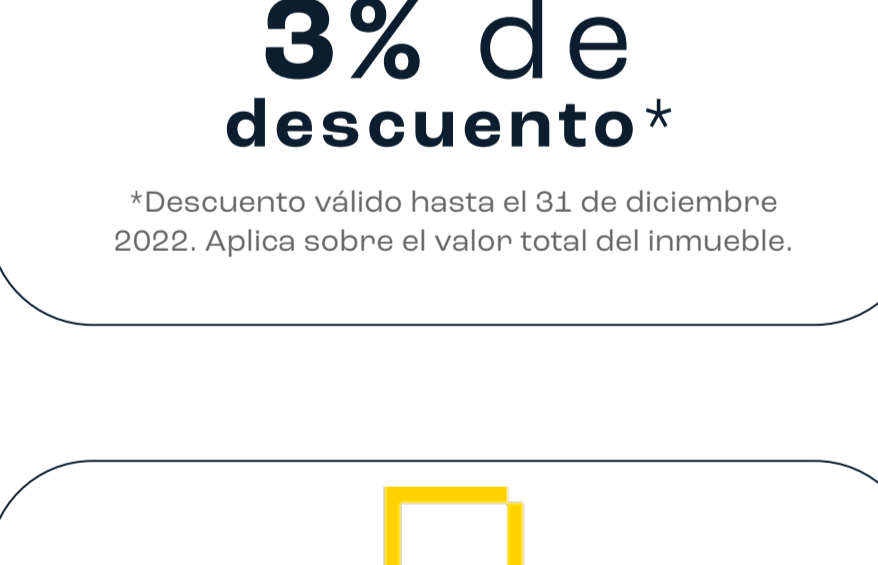 3% de
descuento*
*Descuento válido hasta el 31 de diciembre
2022. Aplica sobre el valor total del inmueble.